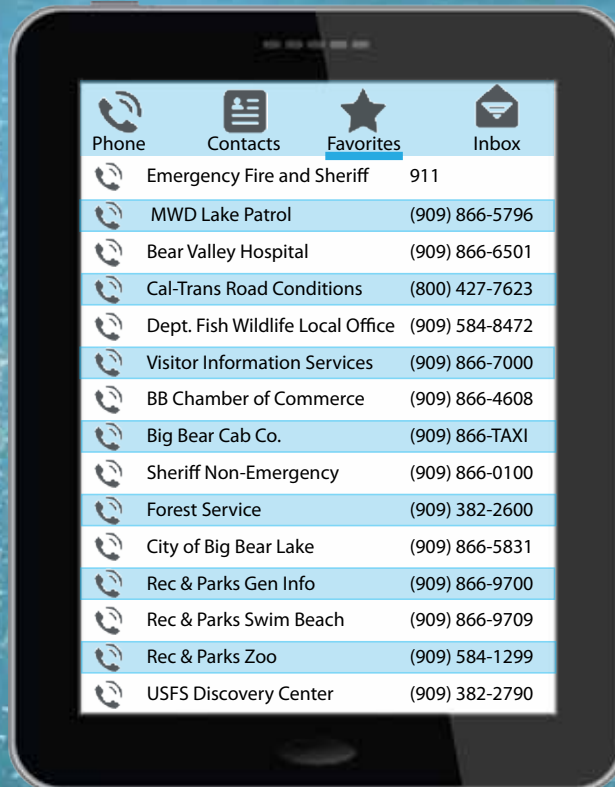 Phone Contacts Favorites Inbox
Emergency Fire and Sheriff 911
MWD Lake Patrol (909) 866-5796
Bear Valley Hospital (909) 866-6501
Cal-Trans Road Conditions (800) 427-7623
Dept. Fish Wildlife Local Office (909) 584-8472
Visitor Information Services (909) 866-7000
BB Chamber of Commerce (909) 866-4608
Big Bear Cab Co. (909) 866-TAXI
Sheriff Non-Emergency (909) 866-0100
Forest Service (909) 382-2600
City of Big Bear Lake (909) 866-5831
Rec & Parks Gen Info (909) 866-9700
Rec & Parks Swim Beach (909) 866-9709
Rec & Parks Zoo (909) 584-1299
USFS Discovery Center (909) 382-2790